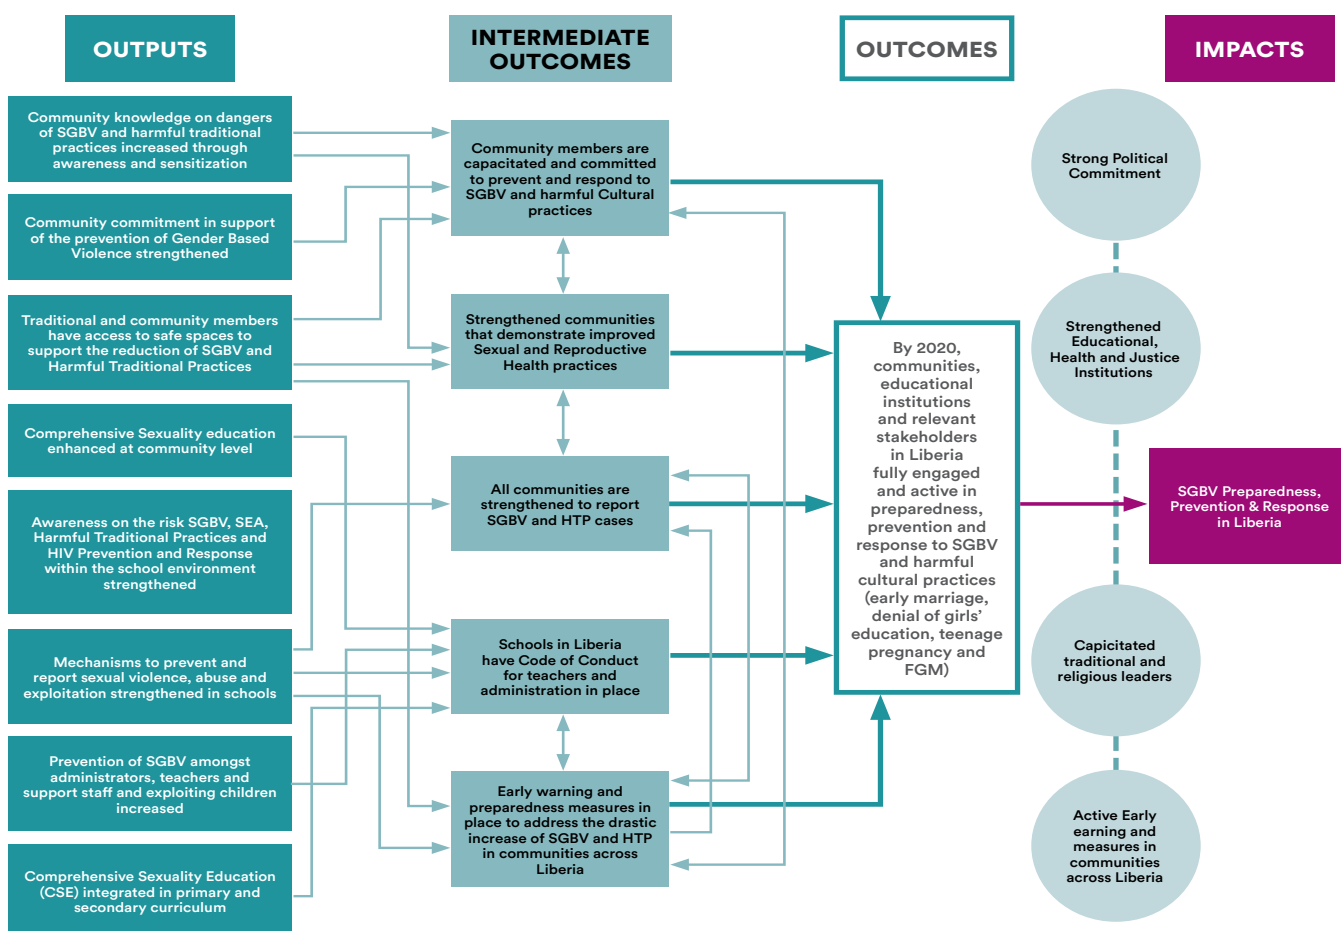 OUTPUTS
Community knowledge on dangers
of SGBV and harmful traditional
practices increased through
awareness and sensitization
Community commitment in support
of the prevention of Gender Based
Violence strengthened
Traditional and community members
have access to safe spaces to
support the reduction of SGBV and
Harmful Traditional Practices
Comprehensive Sexuality education
enhanced at community level
Awareness on the risk SGBV, SEA,
Harmful Traditional Practices and
HIV Prevention and Response
within the school environment
strengthened
Mechanisms to prevent and
report sexual violence, abuse and
exploitation strengthened in schools
Prevention of SGBV amongst
administrators, teachers and
support staff and exploiting children
increased
Comprehensive Sexuality Education
(CSE) integrated in primary and
secondary curriculum
INTERMEDIATE
OUTCOMES
Community members are
capacitated and committed
to prevent and respond to
SGBV and harmful Cultural
practices
Strengthened communities
that demonstrate improved
Sexual and Reproductive
Health practices
All communities are
strengthened to report
SGBV and HTP cases
Schools in Liberia
have Code of Conduct
for teachers and
administration in place
Early warning and
preparedness measures in
place to address the drastic
increase of SGBV and HTP
in communities across
Liberia
OUTCOMES
By 2020,
communities,
educational
institutions
and relevant
stakeholders
in Liberia
fully engaged
and active in
preparedness,
prevention and
response to SGBV
and harmful
cultural practices
(early marriage,
denial of girls’
education, teenage
pregnancy and
FGM)
IMPACTS
Strong Political
Commitment
Strengthened
Educational,
Health and Justice
Institutions
SGBV Preparedness,
Prevention & Response
in Liberia
Capicitated
traditional and
religious leaders
Active Early
earning and
measures in
communities
across Liberia